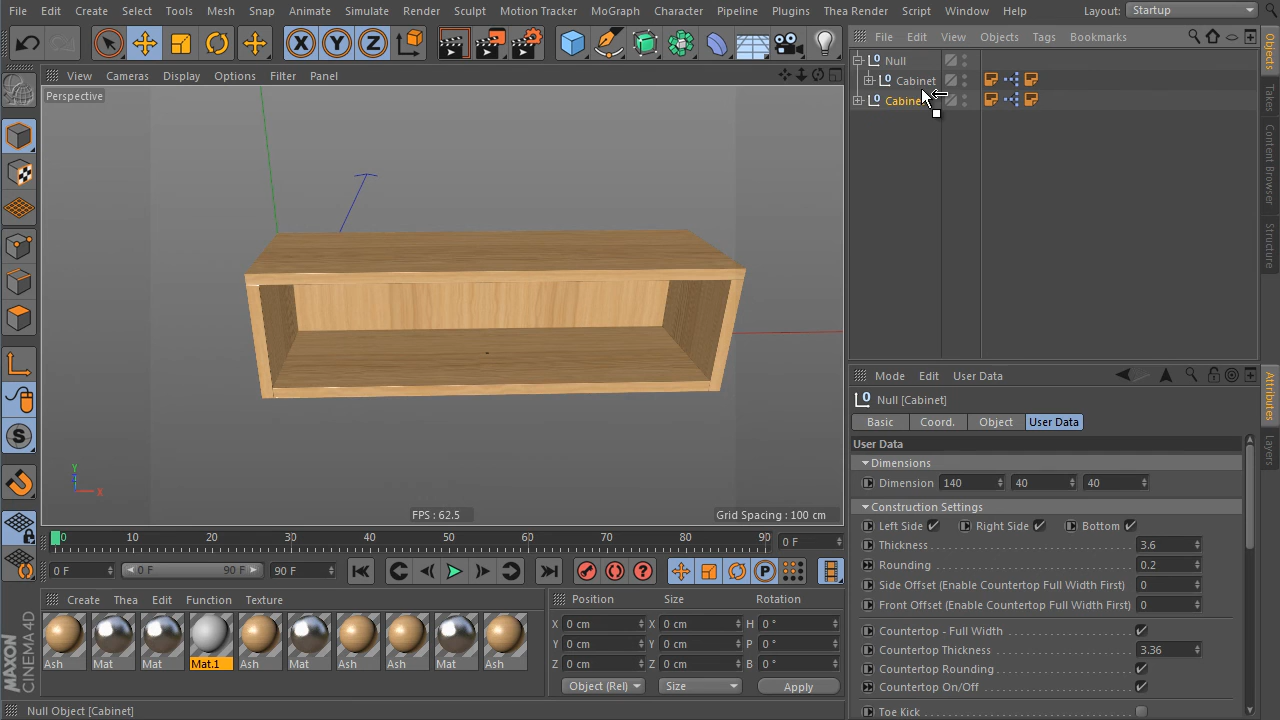 File Edit Create Select Tools Mesh Snap Animate Simulate Render Sculpt Motion Tracker MoGraph Character Pipeline Plugins Thea Render Script Window Help Layout: Startup
X Y Z
File Edit View Objects Tags Bookmarks
View Cameras Display Options Filter Panel
Perspective
Null
Cabinet
Objects
Takes
Content Browser
Structure
Attributes
Layers
Mode Edit User Data
Null [Cabinet]
Basic Coord. Object User Data
User Data
Dimensions
Dimension 140 40 40
Construction Settings
Left Side Right Side Bottom
Thickness 3.6
Rounding 0.2
Side Offset (Enable Countertop Full Width First) 0
Front Offset (Enable Countertop Full Width First) 0
Countertop - Full Width
Countertop Thickness 3.36
Countertop Rounding
Countertop On/Off
Toe Kick
Y
X
FPS : 62.5 Grid Spacing : 100 cm
0 10 20 30 40 50 60 70 80 90 0 F
0 F 0 F 90 F 90 F
Create Thea Edit Function Texture
Ash Mat Mat Mat.1 Ash Mat Ash Ash Mat Ash
Position Size Rotation
X 0 cm X 0 cm H 0 °
Y 0 cm Y 0 cm P 0 °
Z 0 cm Z 0 cm B 0 °
Object (Rel) Size Apply
MAXON
CINEMA 4D
Null Object [Cabinet]